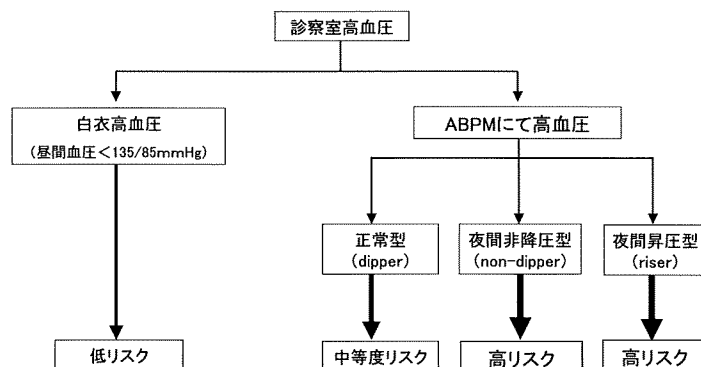 診察室高血圧
白衣高血圧
(昼間血圧<135/85mmHg)
ABPMにて高血圧
正常型
(dipper)
夜間非降圧型
(non-dipper)
夜間昇圧型
(riser)
低リスク
中等度リスク
高リスク
高リスク